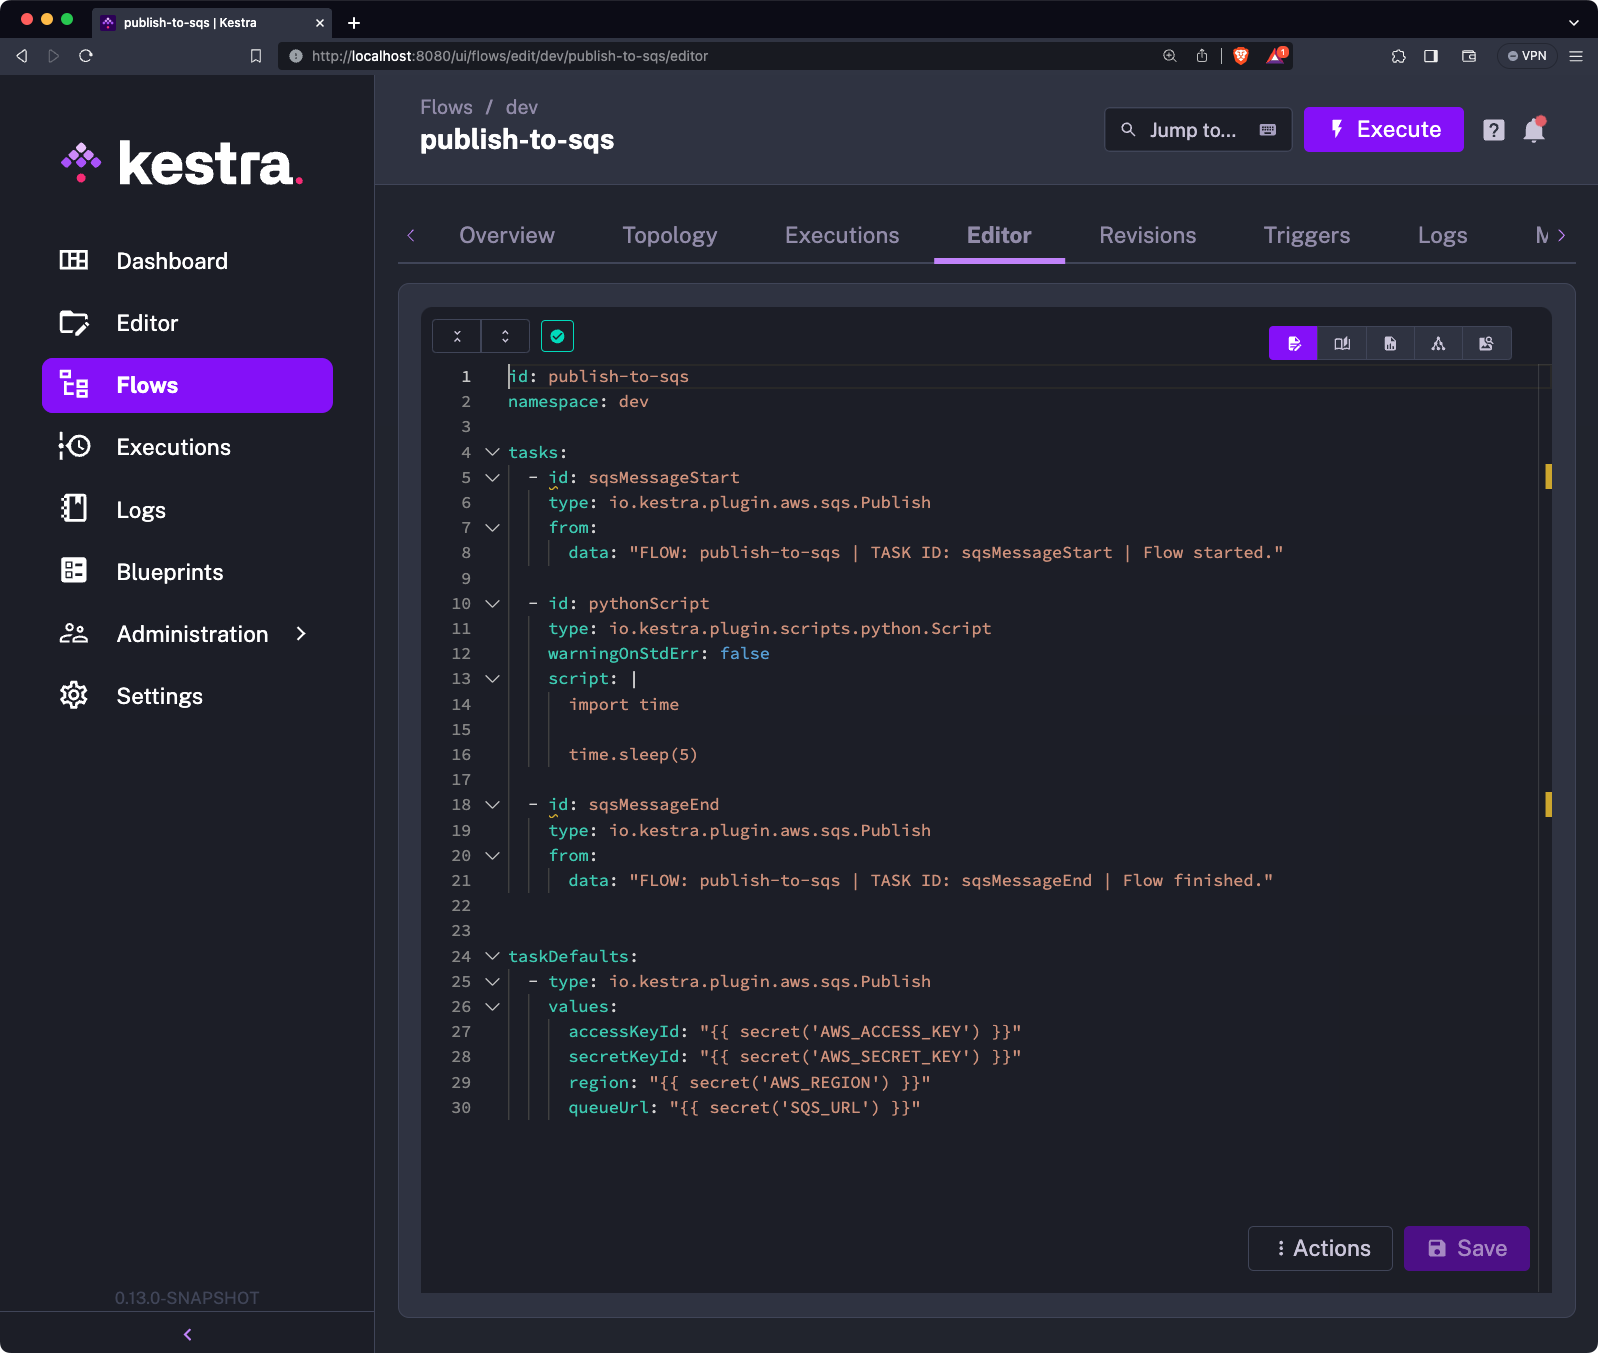 publish-to-sqs | Kestra
http://localhost:8080/ui/flows/edit/dev/publish-to-sqs/editor
1
VPN
kestra.
Dashboard
Editor
Flows
Executions
Logs
Blueprints
Administration
Settings
0.13.0-SNAPSHOT
Flows / dev
publish-to-sqs
Jump to...
Execute
Overview
Topology
Executions
Editor
Revisions
Triggers
Logs
M
1 id: publish-to-sqs
2 namespace: dev
3
4 tasks:
5 - id: sqsMessageStart
6 type: io.kestra.plugin.aws.sqs.Publish
7 from:
8 data: "FLOW: publish-to-sqs | TASK ID: sqsMessageStart | Flow started."
9
10 - id: pythonScript
11 type: io.kestra.plugin.scripts.python.Script
12 warningOnStdErr: false
13 script: |
14 import time
15
16 time.sleep(5)
17
18 - id: sqsMessageEnd
19 type: io.kestra.plugin.aws.sqs.Publish
20 from:
21 data: "FLOW: publish-to-sqs | TASK ID: sqsMessageEnd | Flow finished."
22
23
24 taskDefaults:
25 - type: io.kestra.plugin.aws.sqs.Publish
26 values:
27 accessKeyId: "{{ secret('AWS_ACCESS_KEY') }}"
28 secretKeyId: "{{ secret('AWS_SECRET_KEY') }}"
29 region: "{{ secret('AWS_REGION') }}"
30 queueUrl: "{{ secret('SQS_URL') }}"
Actions
Save